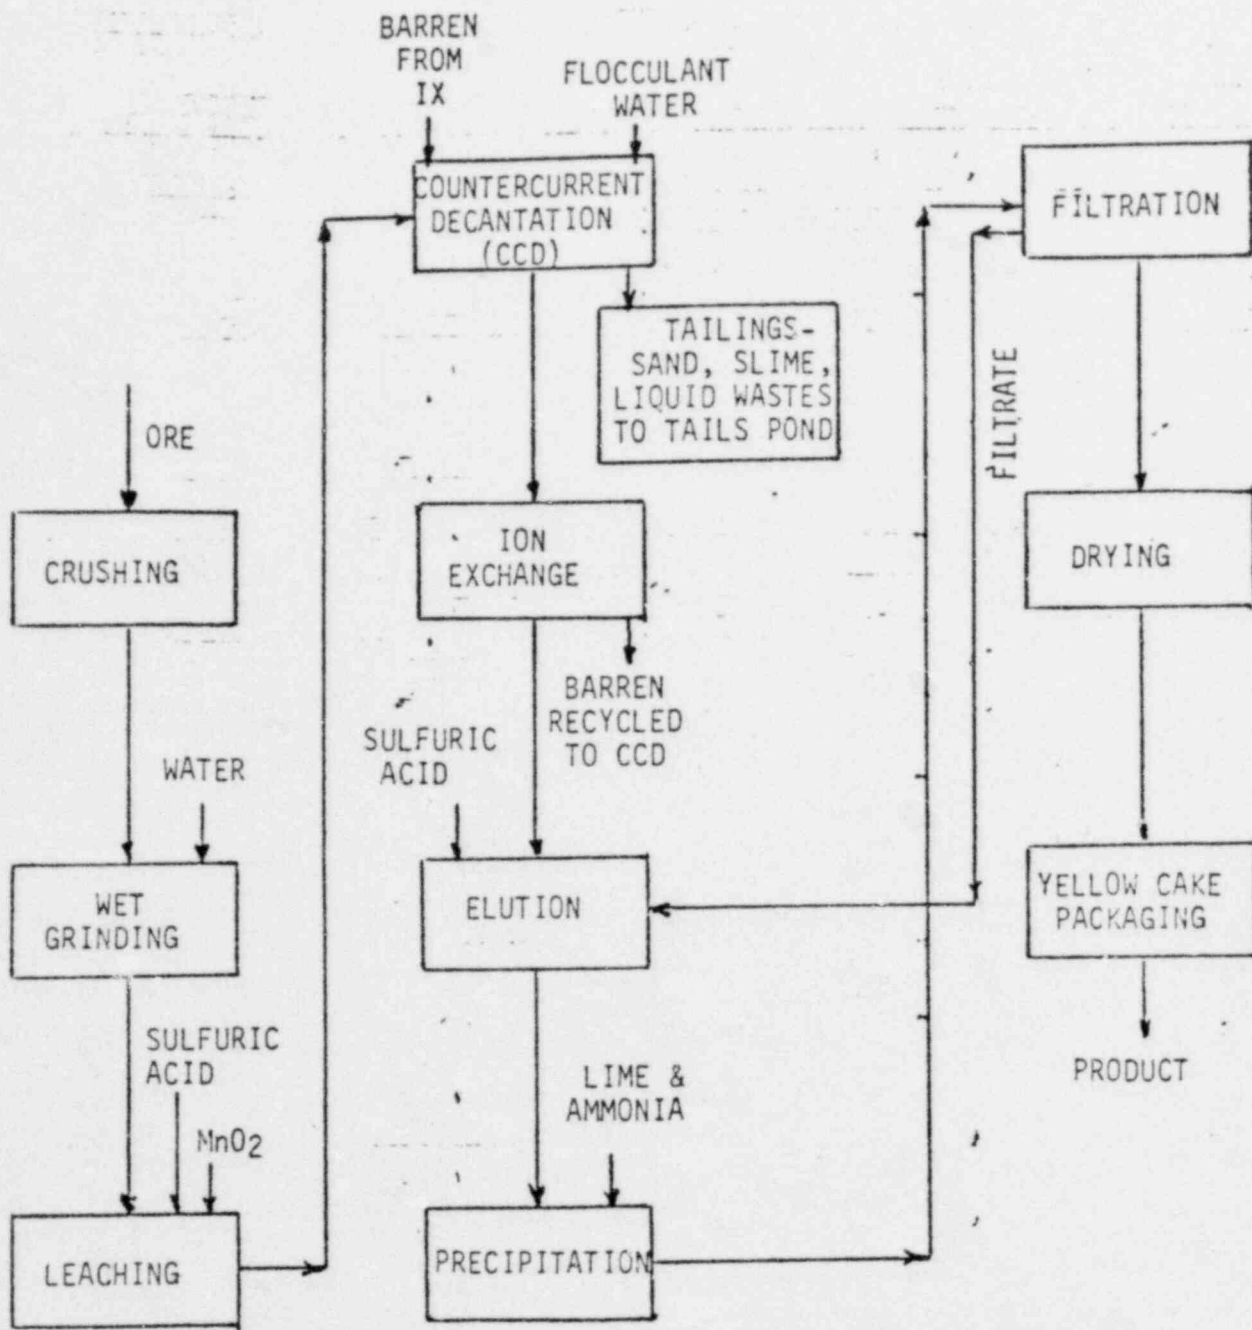 BARREN
FROM
IX
FLOCCULANT
WATER
COUNTERCURRENT
DECANTATION
(CCD)
TAILINGS-
SAND, SLIME,
LIQUID WASTES
TO TAILS POND
ORE
CRUSHING
WATER
WET
GRINDING
SULFURIC
ACID
MnO2
LEACHING
ION
EXCHANGE
BARREN
RECYCLED
TO CCD
SULFURIC
ACID
ELUTION
LIME &
AMMONIA
PRECIPITATION
FILTRATION
FILTRATE
DRYING
YELLOW CAKE
PACKAGING
PRODUCT